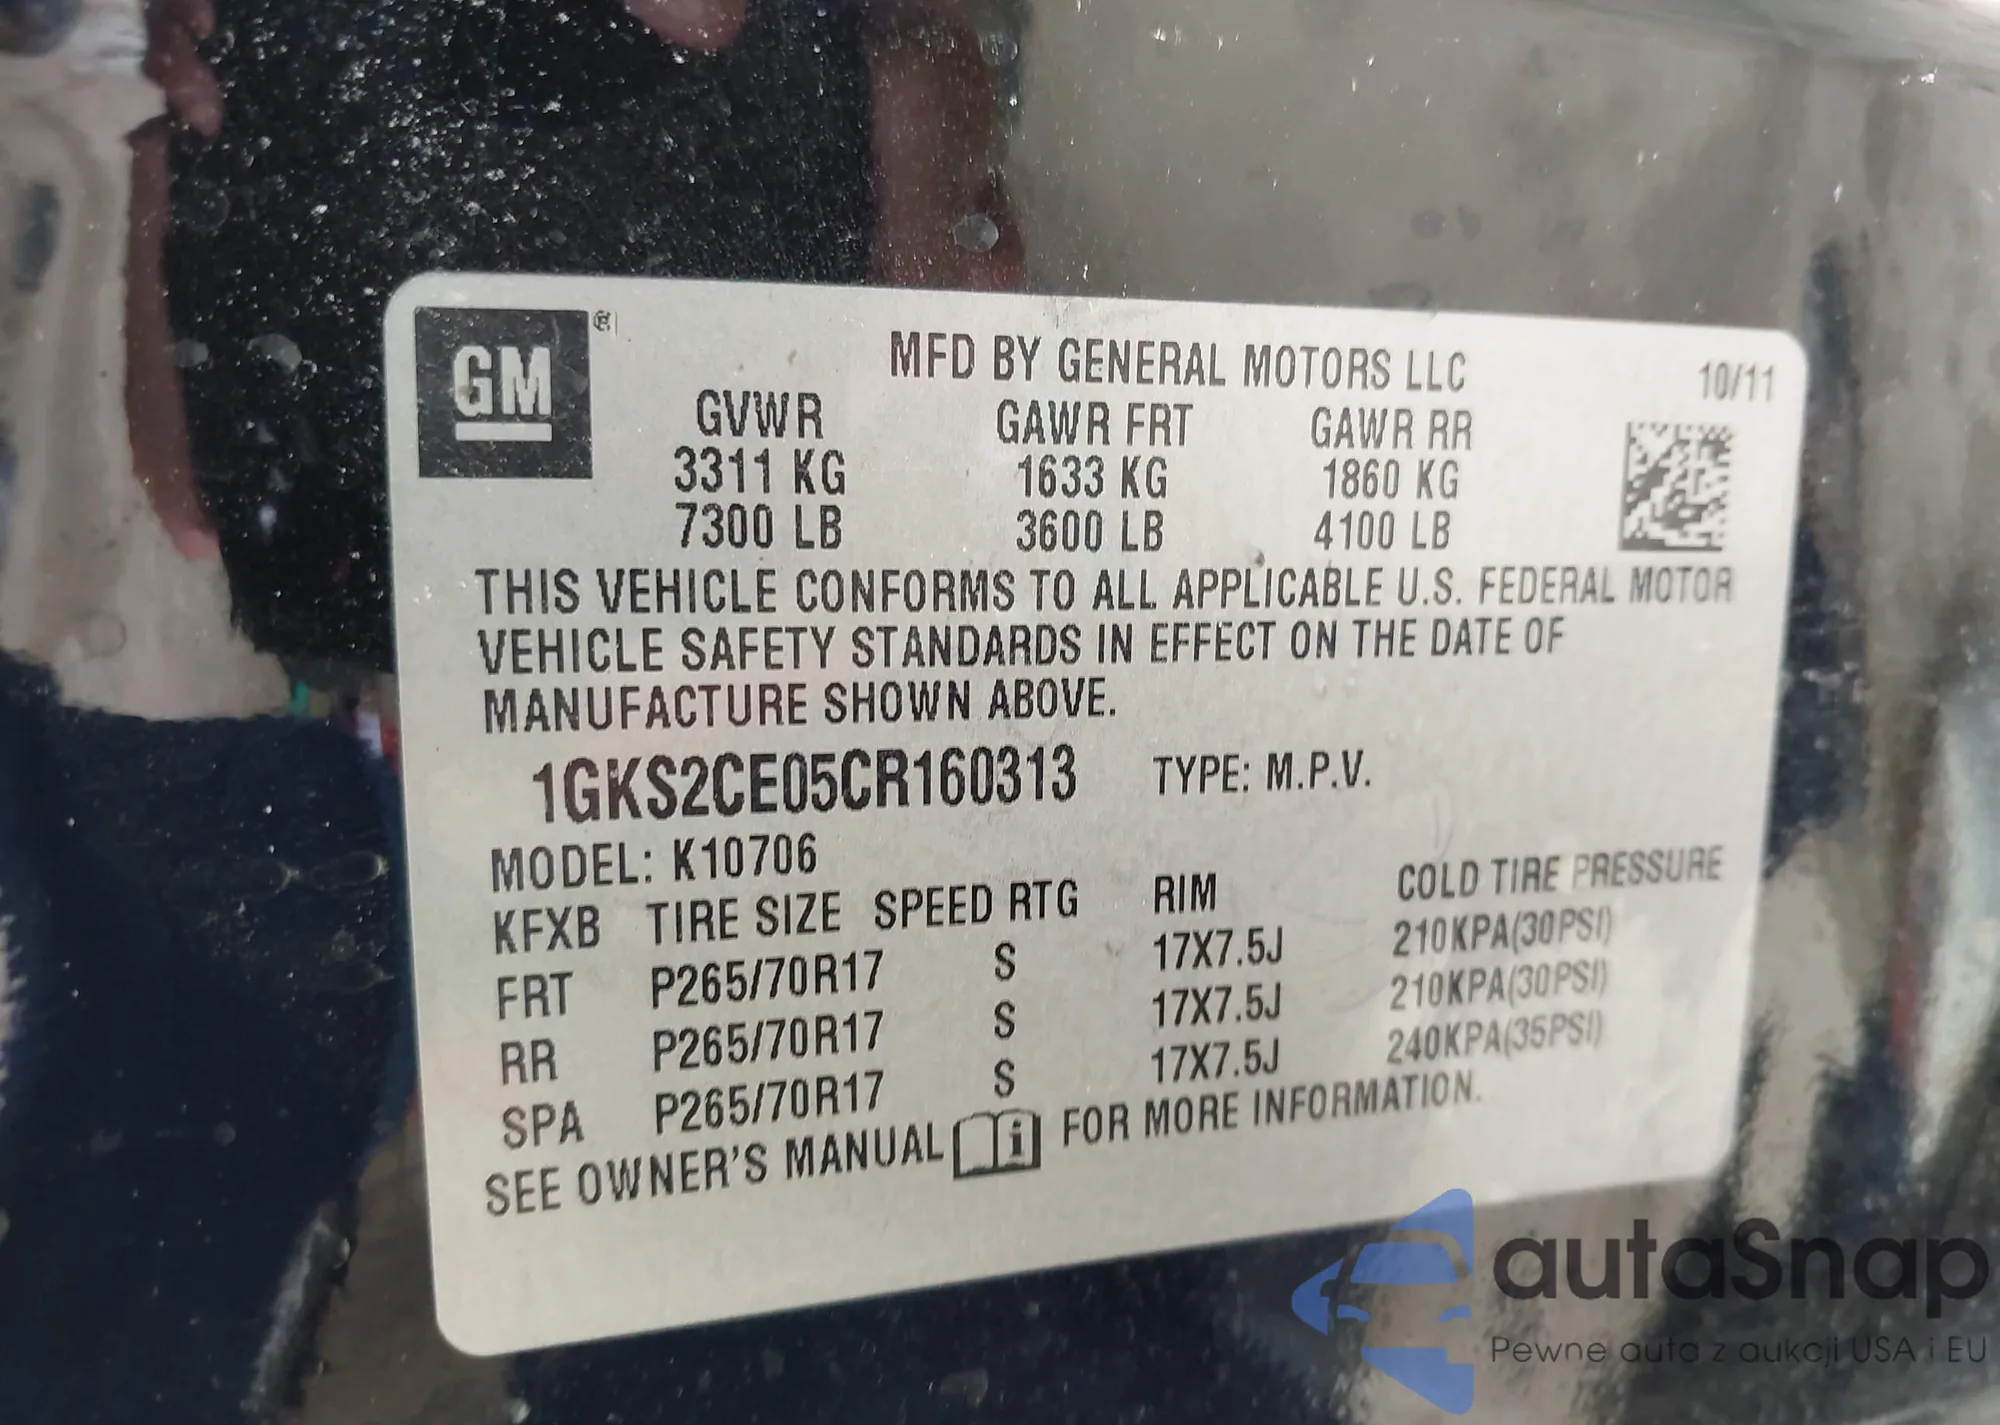 GM ®
MFD BY GENERAL MOTORS LLC 10/11
GVWR GAWR FRT GAWR RR
3311 KG 1633 KG 1860 KG
7300 LB 3600 LB 4100 LB
THIS VEHICLE CONFORMS TO ALL APPLICABLE U.S. FEDERAL MOTOR
VEHICLE SAFETY STANDARDS IN EFFECT ON THE DATE OF
MANUFACTURE SHOWN ABOVE.
1GKS2CE05CR160313 TYPE: M.P.V.
MODEL: K10706
KFXB TIRE SIZE SPEED RTG RIM COLD TIRE PRESSURE
FRT P265/70R17 S 17X7.5J 210KPA(30PSI)
RR P265/70R17 S 17X7.5J 210KPA(30PSI)
SPA P265/70R17 S 17X7.5J 240KPA(35PSI)
SEE OWNER'S MANUAL i FOR MORE INFORMATION.
autaSnap
Pewne auta z aukcji USA i EU